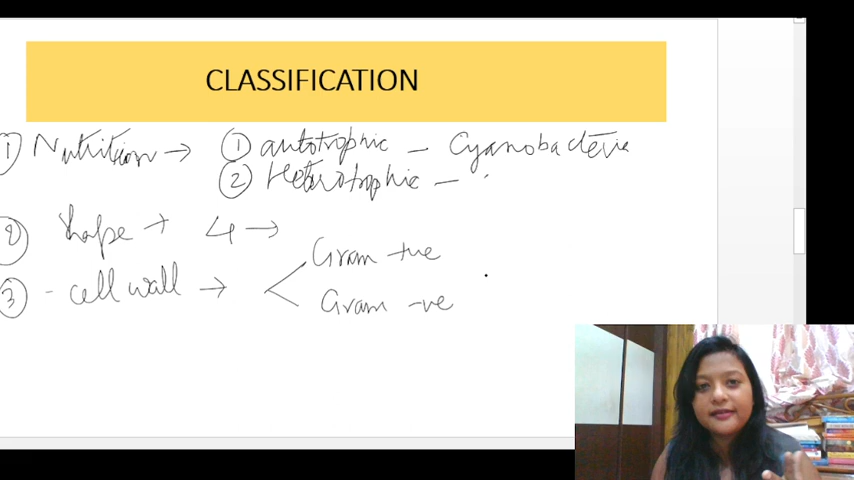 CLASSIFICATION
① Nutrition → ① autotrophic - Cyanobacteria
② Heterotrophic -
② Shape → 4 →
③ - cell wall → Gram +ve
Gram -ve